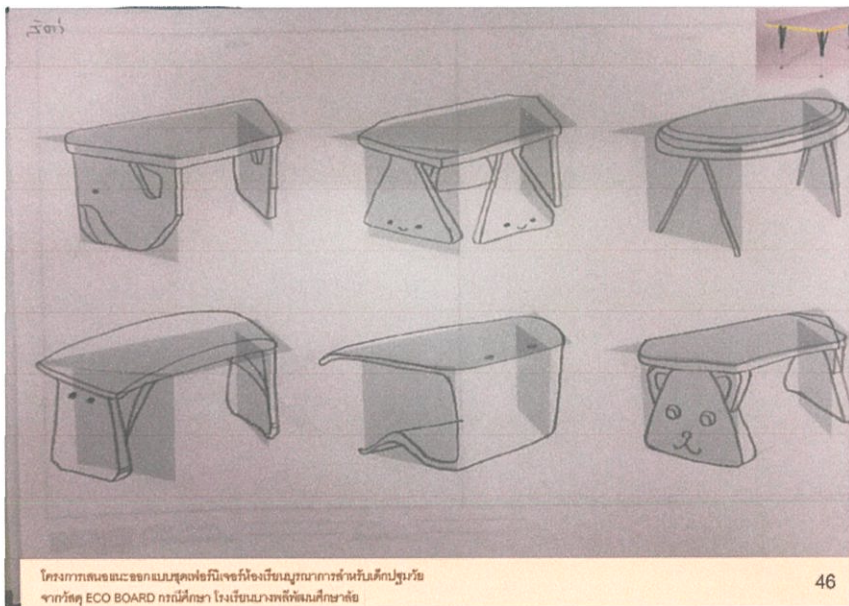 สัตว์
โครงการเสนอแนะออกแบบชุดเฟอร์นิเจอร์ห้องเรียนบูรณาการสำหรับเด็กปฐมวัย
46
จากวัสดุ ECO BOARD กรณีศึกษา โรงเรียนบางพลีพัฒนศึกษาลัย